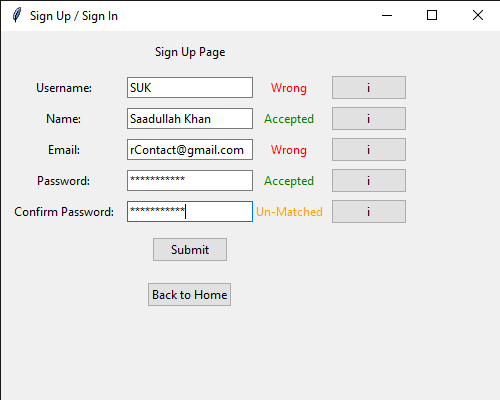 Sign Up / Sign In
Sign Up Page
Username: SUK Wrong i
Name: Saadullah Khan Accepted i
Email: rContact@gmail.com Wrong i
Password: *********** Accepted i
Confirm Password: *********** Un-Matched i
Submit
Back to Home